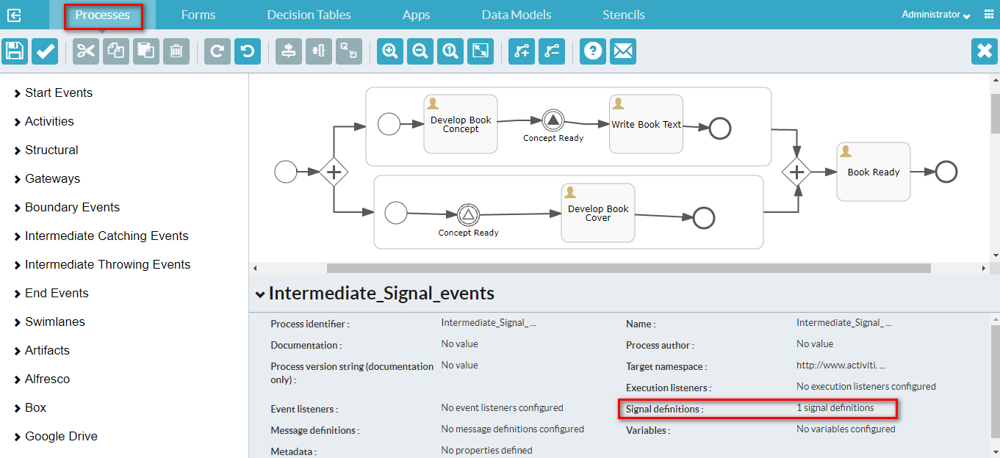 Processes Forms Decision Tables Apps Data Models Stencils Administrator
Start Events
Activities
Structural
Gateways
Boundary Events
Intermediate Catching Events
Intermediate Throwing Events
End Events
Swimlanes
Artifacts
Alfresco
Box
Google Drive
Develop Book
Concept
Concept Ready
Write Book Text
Book Ready
Concept Ready
Develop Book
Cover
Intermediate_Signal_events
Process identifier : Intermediate_Signal_ ... Name : Intermediate_Signal_ ...
Documentation : No value Process author : No value
Process version string (documentation No value Target namespace : http://www.activiti. ...
only) :
Execution listeners : No execution listeners configured
Event listeners : No event listeners configured Signal definitions : 1 signal definitions
Message definitions : No message definitions configured Variables : No variables configured
Metadata : No properties defined